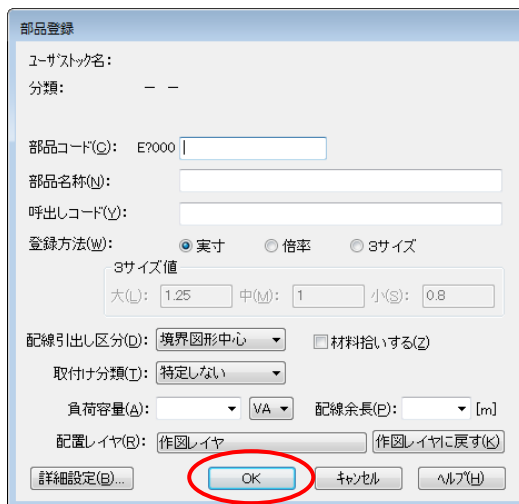 部品登録
ユーザストック名:
分類: － －
部品コード(C): E?000
部品名称(N):
呼出しコード(Y):
登録方法(W): 実寸 倍率 3サイズ
3サイズ値
大(L): 1.25 中(M): 1 小(S): 0.8
配線引出し区分(D): 境界図形中心 材料拾いする(Z)
取付け分類(T): 特定しない
負荷容量(A): VA 配線余長(P): [m]
配置レイヤ(R): 作図レイヤ 作図レイヤに戻す(K)
詳細設定(B)... OK キャンセル ヘルプ(H)